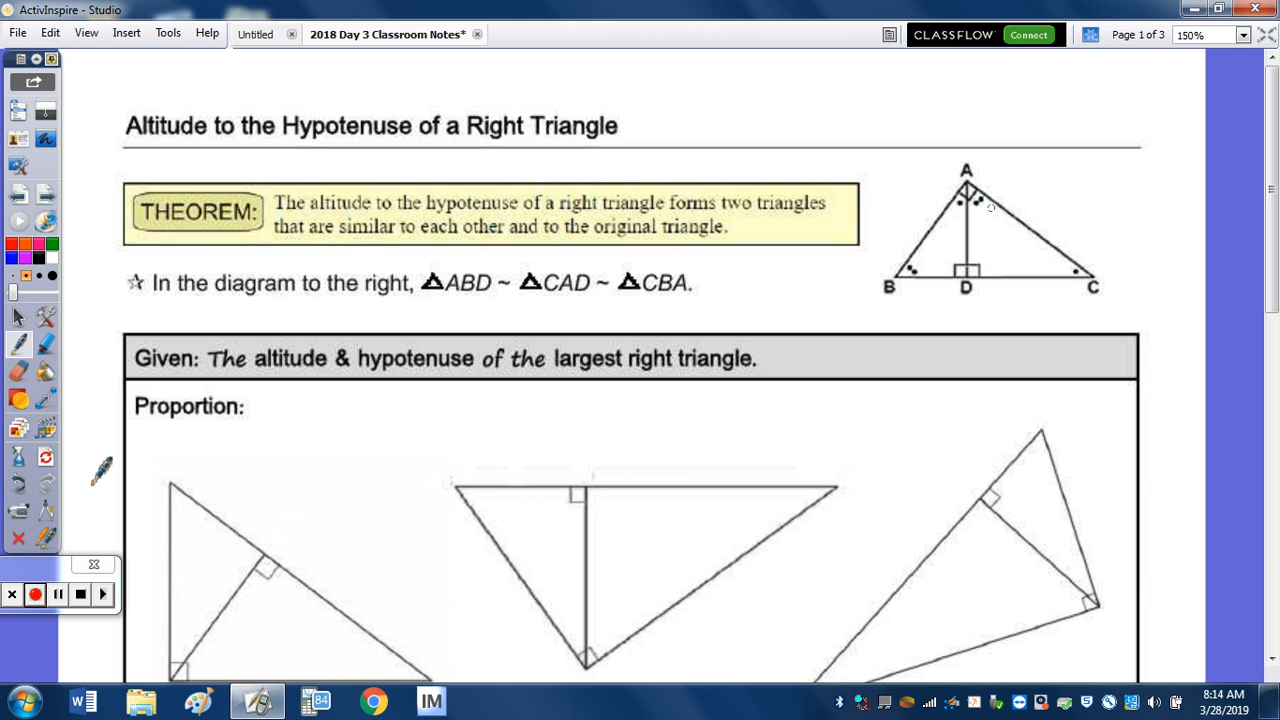 ActivInspire - Studio
File Edit View Insert Tools Help Untitled 2018 Day 3 Classroom Notes* CLASSFLOW Connect Page 1 of 3 150%
Altitude to the Hypotenuse of a Right Triangle
THEOREM: The altitude to the hypotenuse of a right triangle forms two triangles
that are similar to each other and to the original triangle.
☆ In the diagram to the right, △ABD ~ △CAD ~ △CBA.
A
B D C
Given: The altitude & hypotenuse of the largest right triangle.
Proportion:
84
IM
8:14 AM
3/28/2019